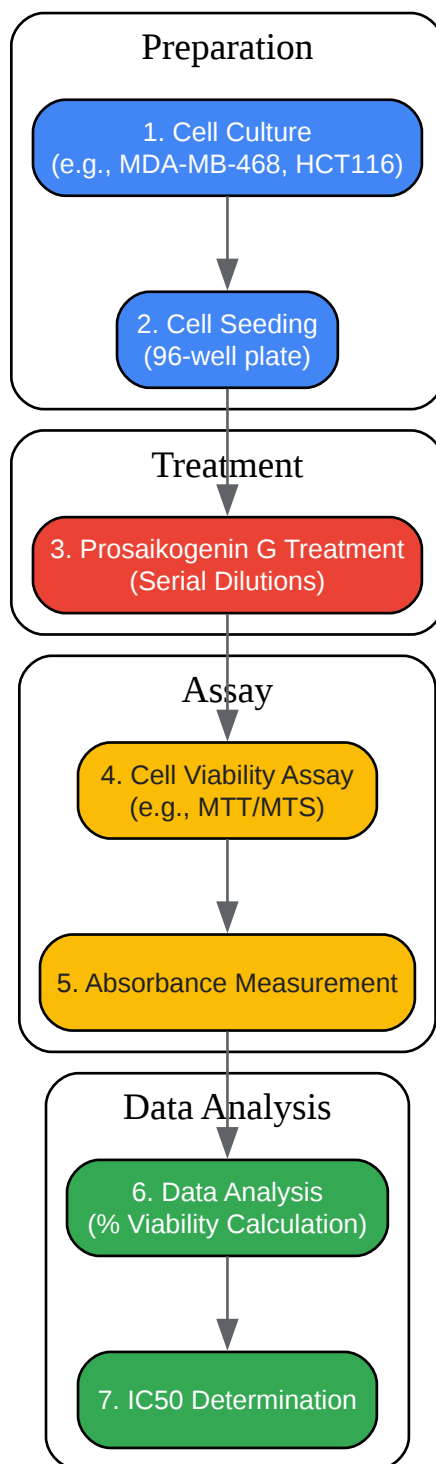 Preparation
1. Cell Culture
(e.g., MDA-MB-468, HCT116)
2. Cell Seeding
(96-well plate)
Treatment
3. Prosaikogenin G Treatment
(Serial Dilutions)
Assay
4. Cell Viability Assay
(e.g., MTT/MTS)
5. Absorbance Measurement
Data Analysis
6. Data Analysis
(% Viability Calculation)
7. IC50 Determination